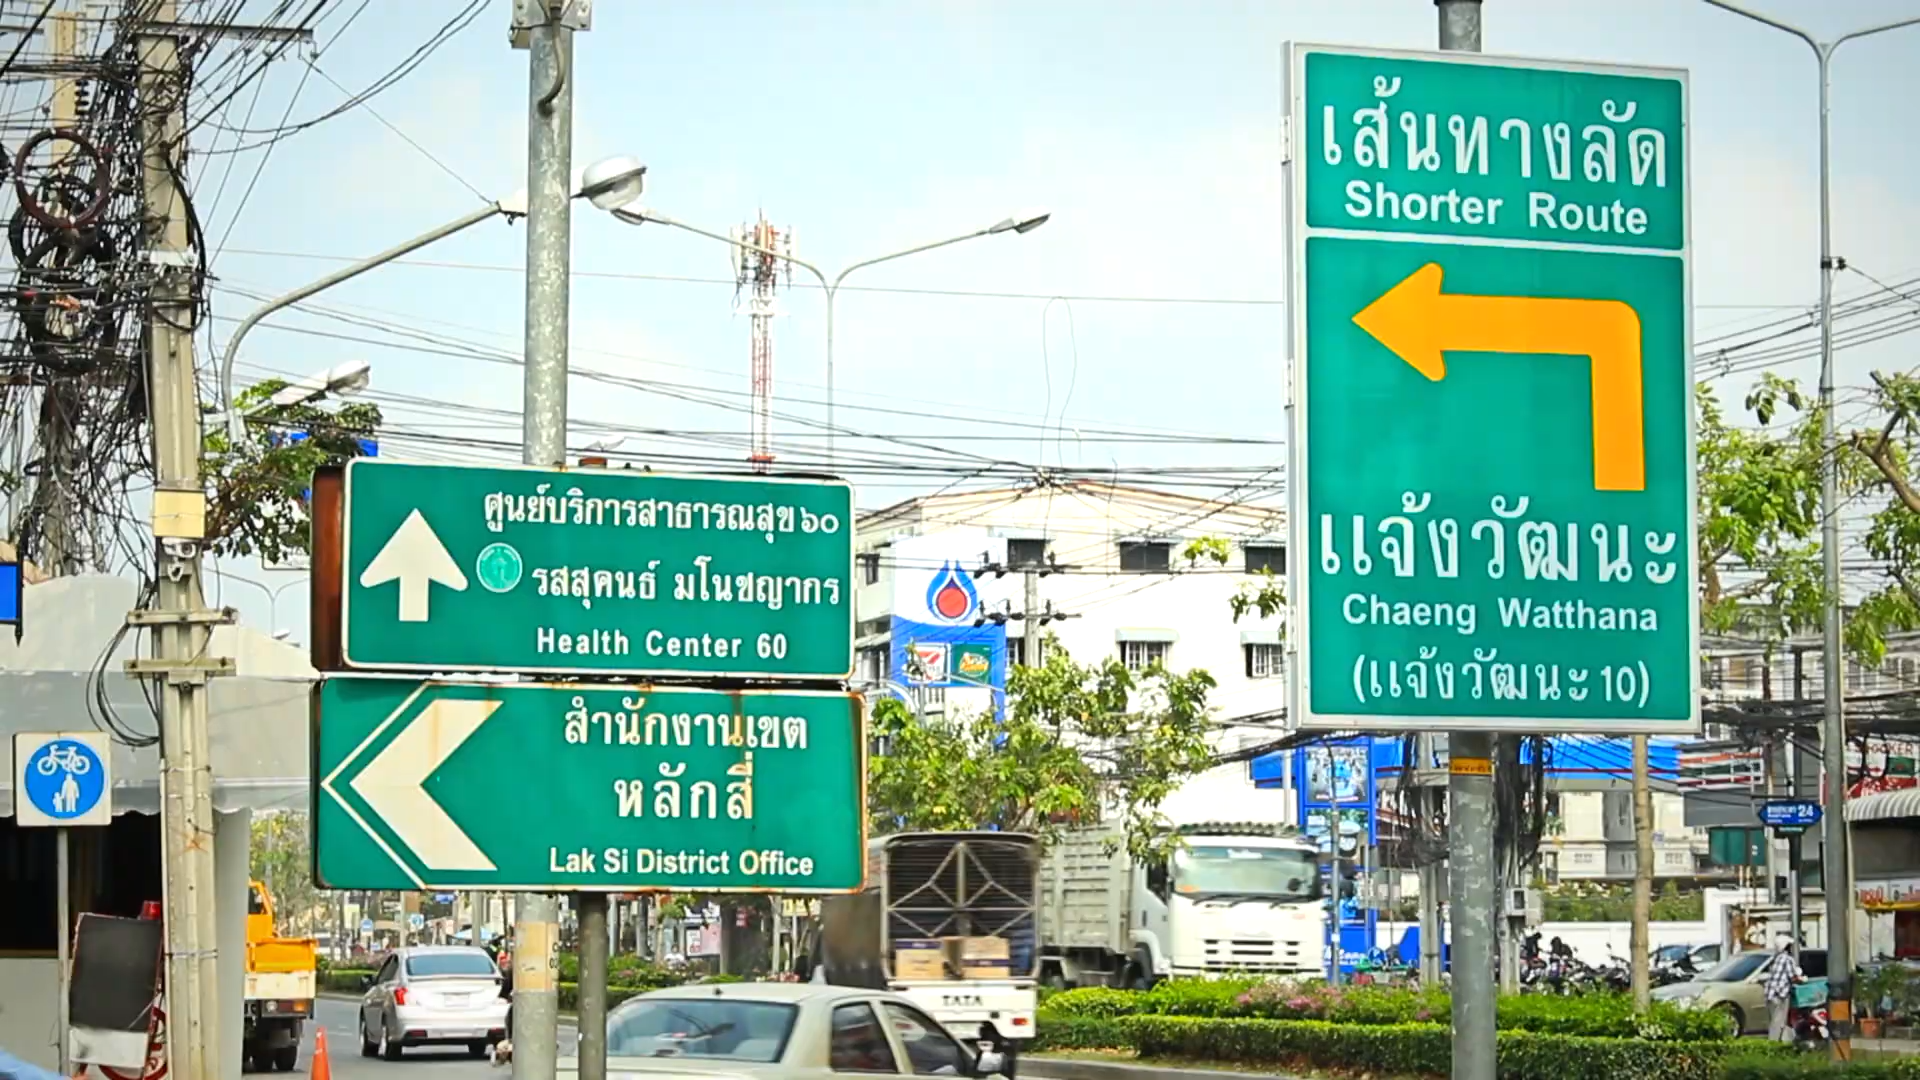 ศูนย์บริการสาธารณสุข ๖๐
รสสุคนธ์ มโนชญากร
Health Center 60
สำนักงานเขต
หลักสี่
Lak Si District Office
เส้นทางลัด
Shorter Route
แจ้งวัฒนะ
Chaeng Watthana
(แจ้งวัฒนะ 10)
TATA
24